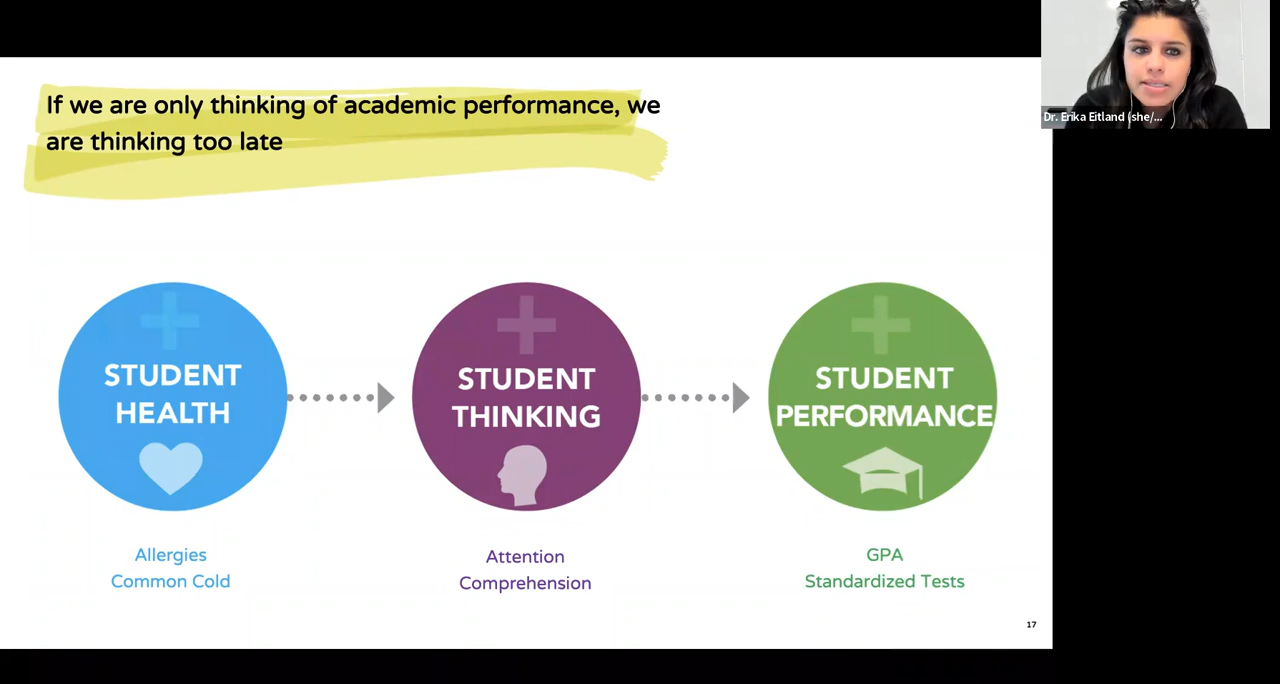 If we are only thinking of academic performance, we
are thinking too late
STUDENT
HEALTH
Allergies
Common Cold
STUDENT
THINKING
Attention
Comprehension
STUDENT
PERFORMANCE
GPA
Standardized Tests
17
Dr. Erika Eitland (she/...